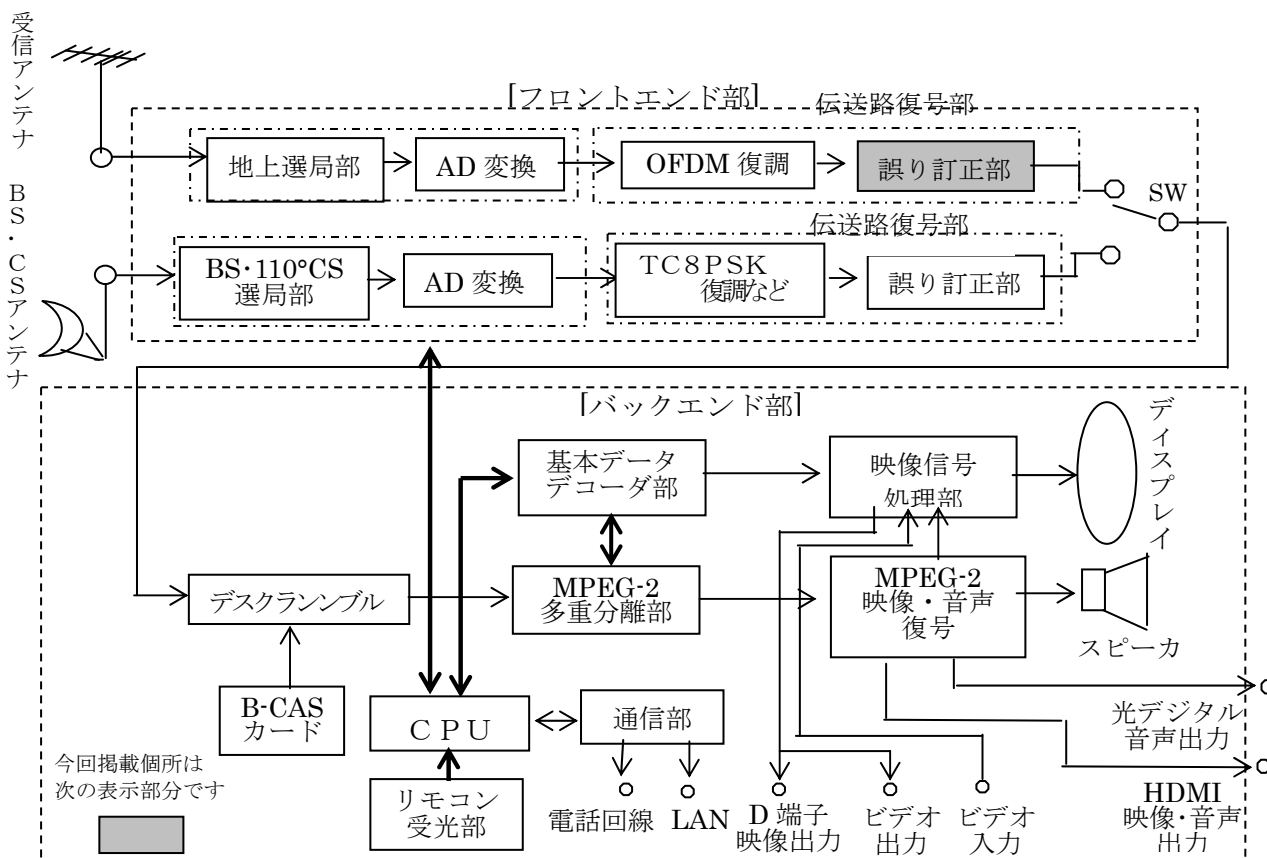 受信アンテナ
[フロントエンド部]
伝送路復号部
地上選局部
AD 変換
OFDM 復調
誤り訂正部
SW
BS・CSアンテナ
伝送路復号部
BS・110°CS
選局部
AD 変換
TC8PSK
復調など
誤り訂正部
[バックエンド部]
基本データ
デコーダ部
映像信号
処理部
ディスプレイ
デスクランンブル
MPEG-2
多重分離部
MPEG-2
映像・音声
復号
スピーカ
B-CAS
カード
CPU
通信部
光デジタル
音声出力
今回掲載個所は
次の表示部分です
リモコン
受光部
電話回線
LAN
D 端子
映像出力
ビデオ
出力
ビデオ
入力
HDMI
映像・音声
出力